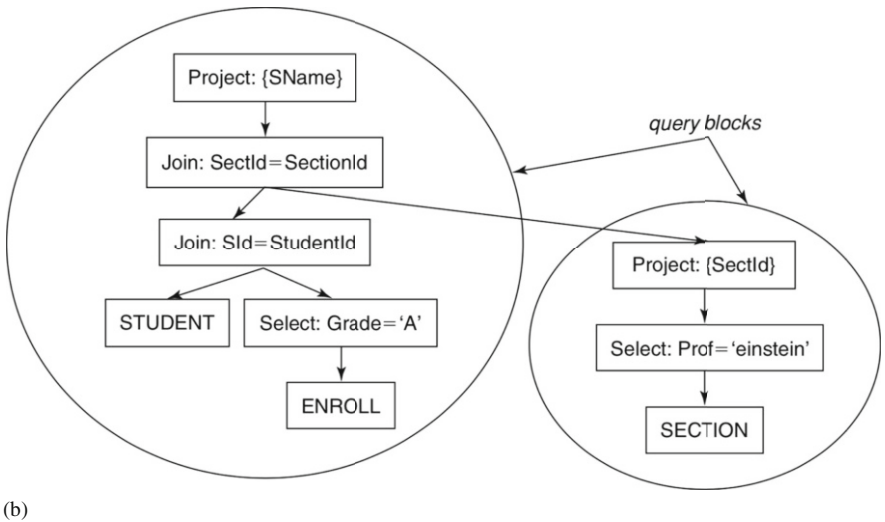 Project: {SName}
query blocks
Join: SectId=SectionId
Join: SId=StudentId
Project: {SectId}
STUDENT
Select: Grade=‘A’
Select: Prof=‘einstein’
ENROLL
SECTION
(b)